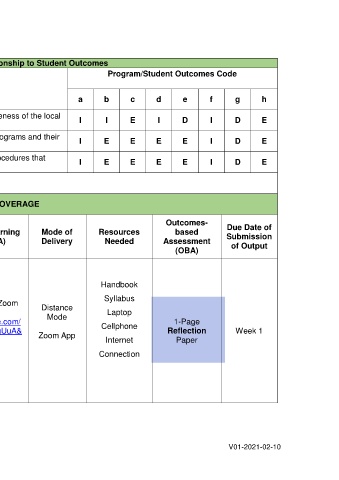 onship to Student Outcomes
Program/Student Outcomes Code
a b c d e f g h
eness of the local
I I E I D I D E
ograms and their
I E E E E I D E
ocedures that
I E E E E I D E
OVERAGE
rning
A)
Mode of
Delivery
Resources
Needed
Outcomes-
based
Assessment
(OBA)
Due Date of
Submission
of Output
Zoom
.com/
uUuA&
Distance
Mode
Zoom App
Handbook
Syllabus
Laptop
Cellphone
Internet
Connection
1-Page
Reflection
Paper
Week 1
V01-2021-02-10